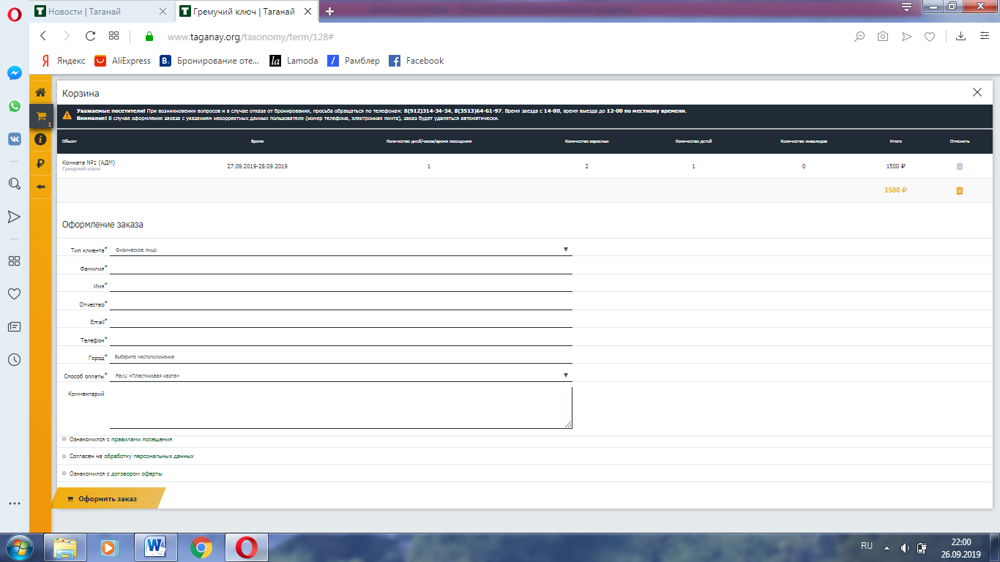 Новости | Таганай
Гремучий ключ | Таганай
www.taganay.org/taxonomy/term/128#
Яндекс
AliExpress
B.
Бронирование оте...
la
Lamoda
Рамблер
Facebook
Корзина
Уважаемые посетители! При возникновении вопросов и в случае отказа от бронирования, просьба обращаться по телефонам: 8(912)314-34-34, 8(3513)64-61-97. Время заезда с 14-00, время выезда до 12-00 по местному времени.
Внимание! В случае оформления заказа с указанием некорректных данных пользователя (номер телефона, электронная почта), заказ будет удаляться автоматически.
1
Объект Время Количество дней/часов/время посещения Количество взрослых Количество детей Количество инвалидов Итого Отменить
Комната №1 (АДМ)
Гремучий ключ
27.09.2019-28.09.2019 1 2 1 0 1500 ₽
1500 ₽
Оформление заказа
Тип клиента* Физическое лицо
Фамилия*
Имя*
Отчество*
Email*
Телефон*
Город* Выберите местоположение
Способ оплаты* PayU «Пластиковая карта»
Комментарий
Ознакомился с правилами посещения
Согласен на обработку персональных данных
Ознакомился с договором оферты
Оформить заказ
RU
22:00
26.09.2019